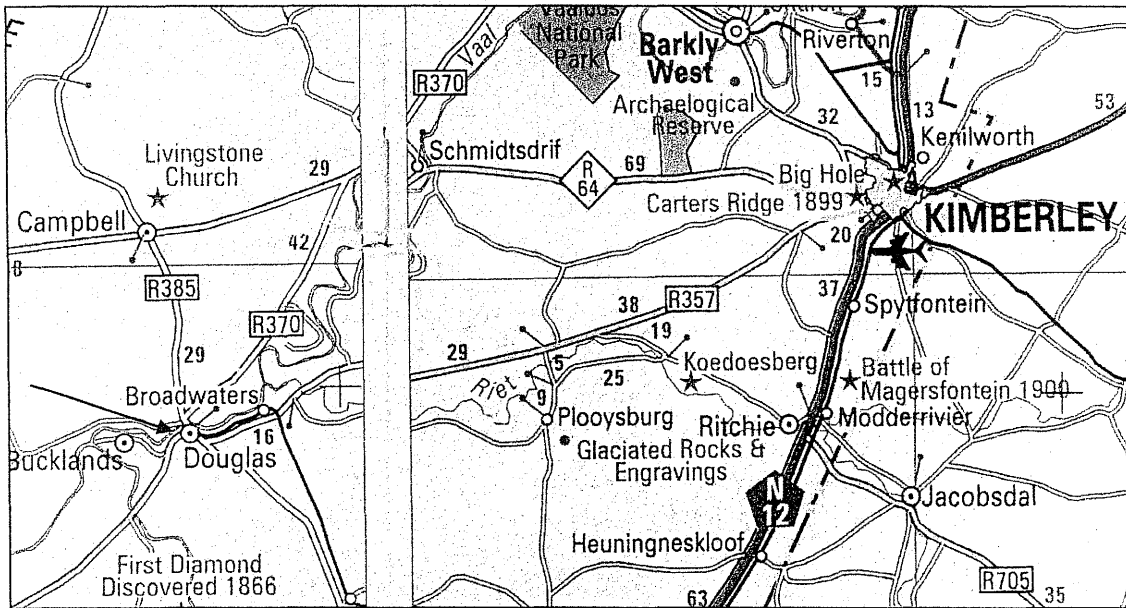 Vaalbos
National
Park
Vaal
R370
Barkly
West
Riverton
15
Archaelogical
Reserve
32
13
53
Kenilworth
Livingstone
Church
29
Schmidtsdrif
R
64
69
Big Hole
Carters Ridge 1899
KIMBERLEY
Campbell
42
20
R385
R370
38
R357
37
Spytfontein
29
29
19
5
25
Koedoesberg
Battle of
Magersfontein 1900
Broadwaters
Riet
9
Plooysburg
Ritchie
Modderrivier
16
Bucklands
Douglas
Glaciated Rocks &
Engravings
N
12
Jacobsdal
Heuningneskloof
First Diamond
Discovered 1866
R705
35
63